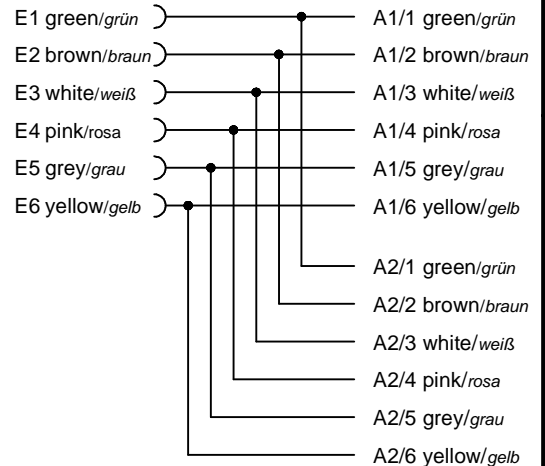 E1 green/grün
A1/1 green/grün
E2 brown/braun
A1/2 brown/braun
E3 white/weiß
A1/3 white/weiß
E4 pink/rosa
A1/4 pink/rosa
E5 grey/grau
A1/5 grey/grau
E6 yellow/gelb
A1/6 yellow/gelb
A2/1 green/grün
A2/2 brown/braun
A2/3 white/weiß
A2/4 pink/rosa
A2/5 grey/grau
A2/6 yellow/gelb